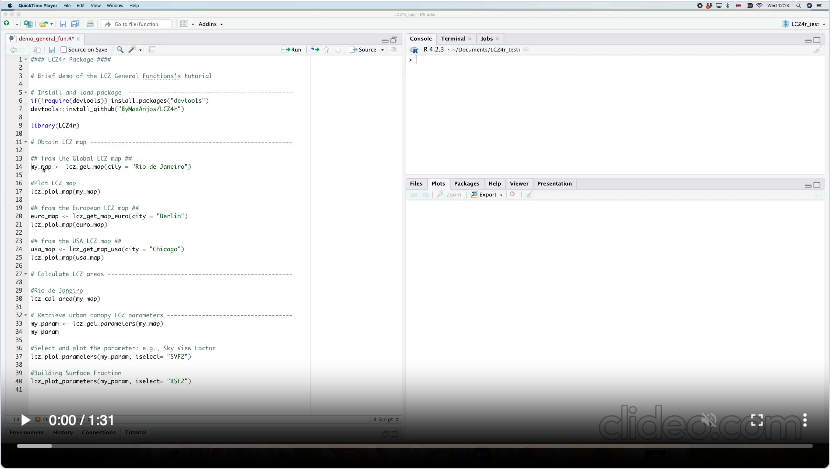 QuickTime Player File Edit View Window Help
LCZ4r_test
Go to file/function
Addins
demo_general_fun.R*
Source on Save
Run
Source
1 #### LCZ4r Package ####
2
3 # Brief demo of the LCZ General Functions's tutorial
4
5 # Install and load package
6 if(!require(devtools)) install.packages("devtools")
7 devtools::install_github("ByMaxAnjos/LCZ4r")
8
9 library(LCZ4r)
10
11 # Obtain LCZ map
12
13 ## from the Global LCZ map ##
14 my_map <- lcz_get_map(city = "Rio de Janeiro")
15
16 #Plot LCZ map
17 lcz_plot_map(my_map)
18
19 ## from the European LCZ map ##
20 euro_map <- lcz_get_map_euro(city = "Berlin")
21 lcz_plot_map(euro_map)
22
23 ## from the USA LCZ map ##
24 usa_map <- lcz_get_map_usa(city = "Chicago")
25 lcz_plot_map(usa_map)
26
27 # Calculate LCZ areas
28
29 #Rio de Janeiro
30 lcz_cal_area(my_map)
31
32 # Retrieve urban canopy LCZ parameters
33 my_param <- lcz_get_parameters(my_map)
34 my_param
35
36 #Select and plot the parameter: e.g., Sky View Factor
37 lcz_plot_parameters(my_param, iselect= "SVF2")
38
39 #Building Surface Fraction
40 lcz_plot_parameters(my_param, iselect= "BSF2")
41
Console Terminal Jobs
R 4.2.3 · ~/Documents/LCZ4r_test/
>
Files Plots Packages Help Viewer Presentation
Zoom Export
0:00 / 1:31
R Script
Environment History Connections Tutorial
clideo.com